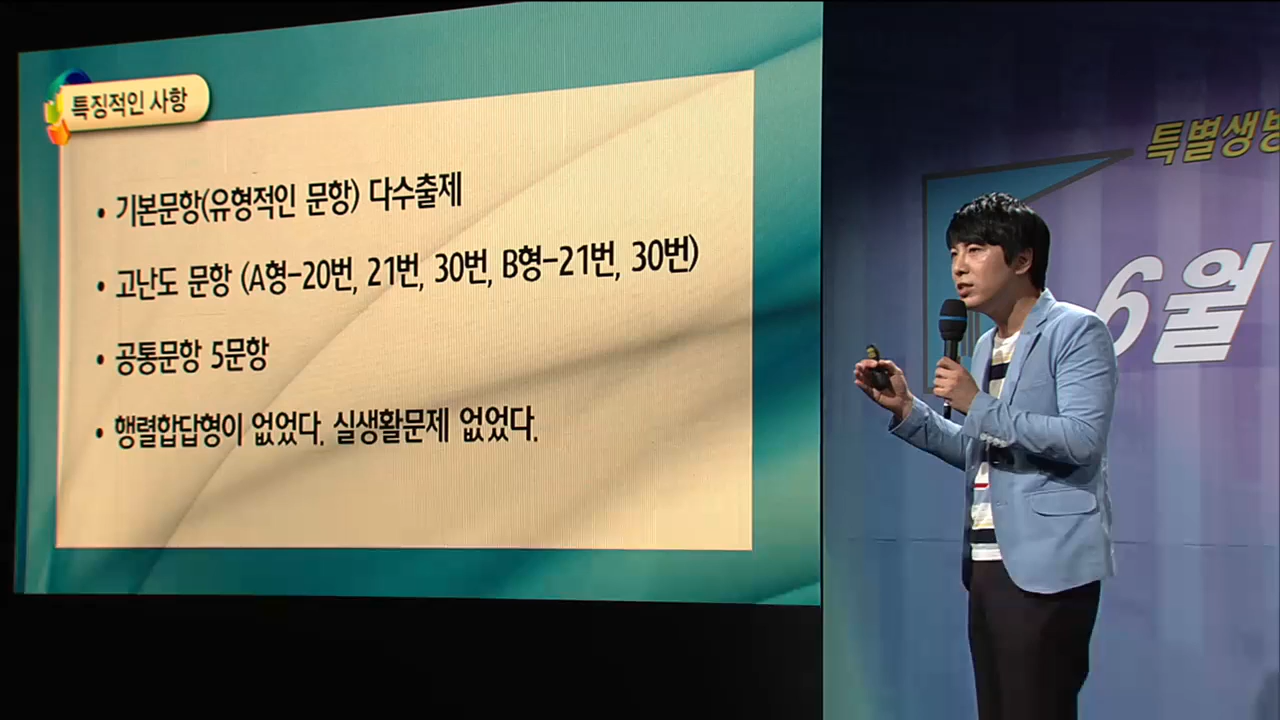 특징적인 사항
• 기본문항(유형적인 문항) 다수출제
• 고난도 문항 (A형-20번, 21번, 30번, B형-21번, 30번)
• 공통문항 5문항
• 행렬합답형이 없었다. 실생활문제 없었다.
특별생방
6월